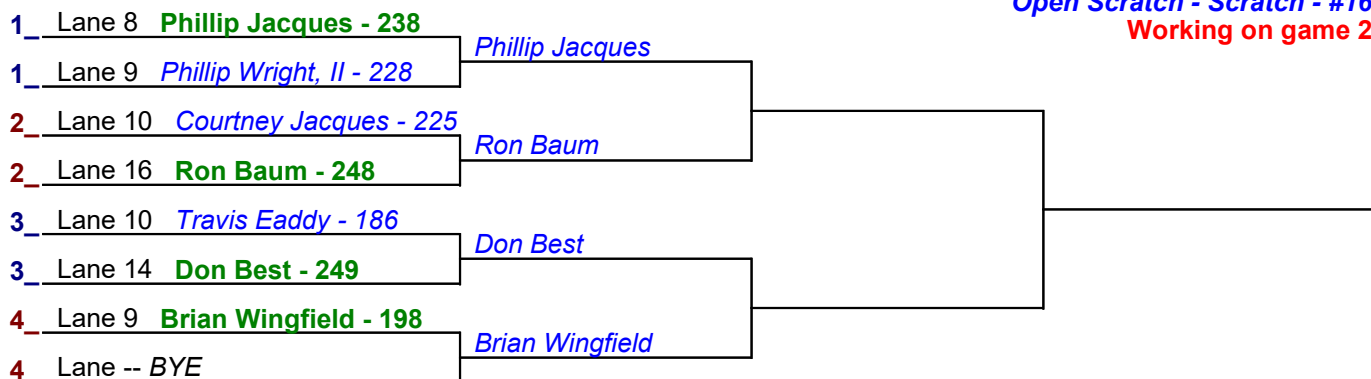 Open Scratch - Scratch - #16
Working on game 2
1_ Lane 8 Phillip Jacques - 238
Phillip Jacques
1_ Lane 9 Phillip Wright, II - 228
2_ Lane 10 Courtney Jacques - 225
Ron Baum
2_ Lane 16 Ron Baum - 248
3_ Lane 10 Travis Eaddy - 186
Don Best
3_ Lane 14 Don Best - 249
4_ Lane 9 Brian Wingfield - 198
Brian Wingfield
4 Lane -- BYE